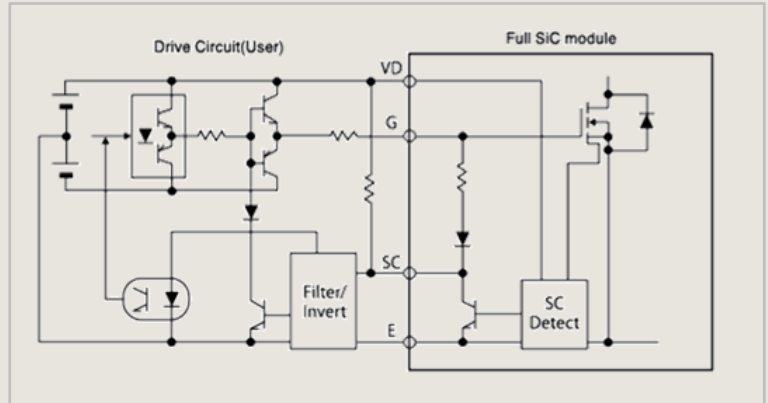 Drive Circuit(User)
Full SiC module
VD
G
SC
E
Filter/
Invert
SC
Detect